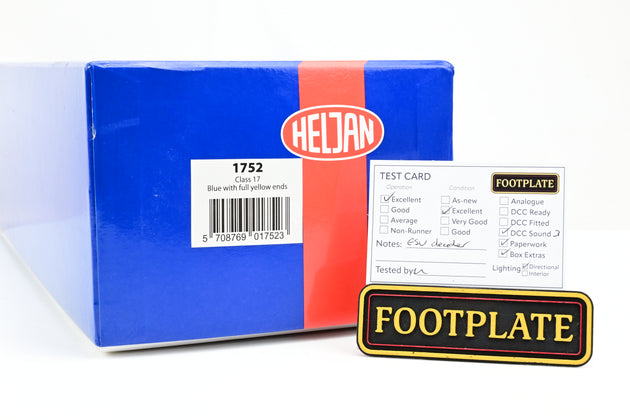 HELJAN
1752
Class 17
Blue with full yellow ends
5 708769 017523
TEST CARD
FOOTPLATE
Operation
Condition
Excellent
Good
Average
Non-Runner
As-new
Excellent
Very Good
Good
Analogue
DCC Ready
DCC Fitted
DCC Sound
Paperwork
Box Extras
Notes: ESU decoder
Tested by
Lighting
Directional
Interior
FOOTPLATE